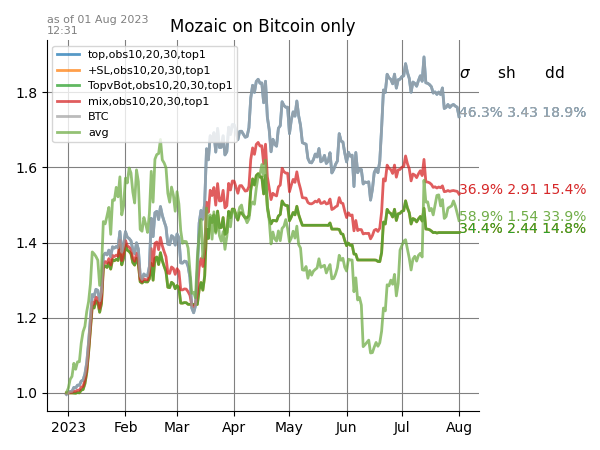 as of 01 Aug 2023
12:31
Mozaic on Bitcoin only
top,obs10,20,30,top1
+SL,obs10,20,30,top1
TopvBot,obs10,20,30,top1
mix,obs10,20,30,top1
BTC
avg
σ sh dd
46.3% 3.43 18.9%
36.9% 2.91 15.4%
58.9% 1.54 33.9%
34.4% 2.44 14.8%
1.8
1.6
1.4
1.2
1.0
2023 Feb Mar Apr May Jun Jul Aug